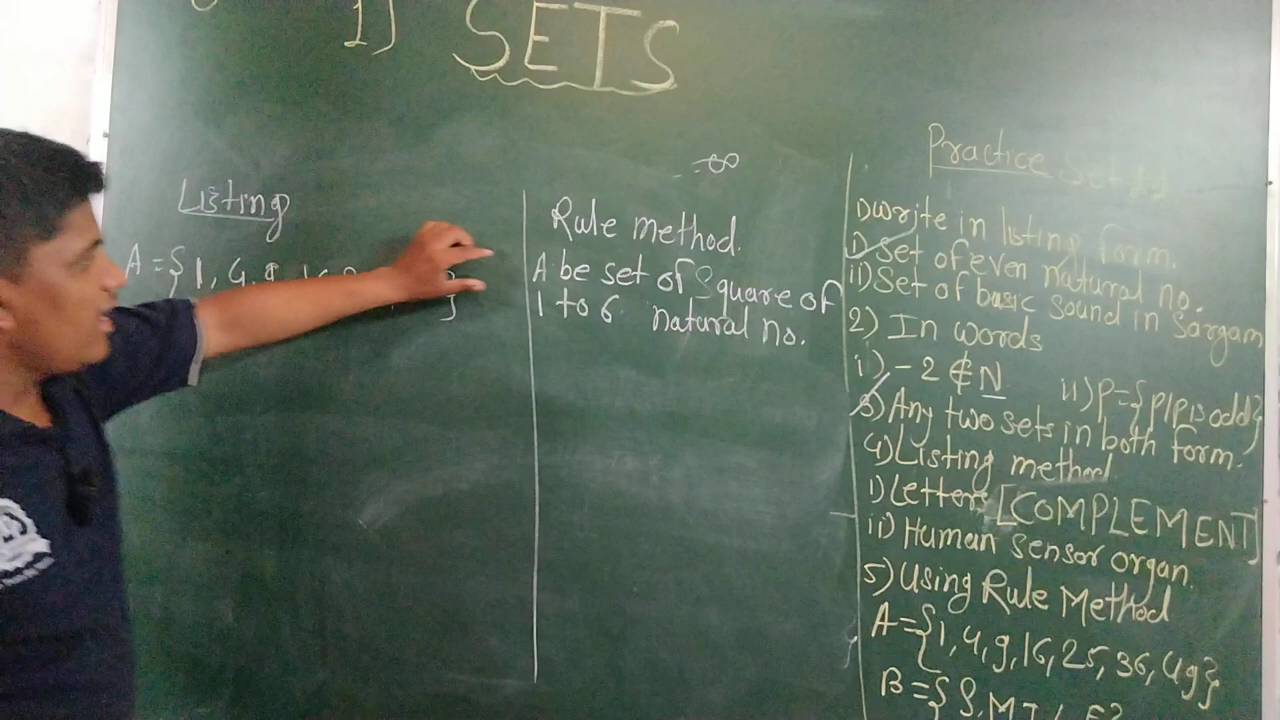 1) SETS
Listing
A = {1, 4, 9, 16
}
-∞
Rule method.
A be set of Square of
1 to 6 natural no.
Practice Set
1) write in listing form.
i) Set of even natural no.
ii) Set of basic sound in Sargam
2) In words
i) -2 ∉ N
ii) P={P/P is odd}
3) Any two sets in both form.
4) Listing method
i) Letters [COMPLEMENT]
ii) Human Sensor organ.
5) Using Rule Method
A={1, 4, 9, 16, 25, 36, 49}
B={S, M, I, L, E}